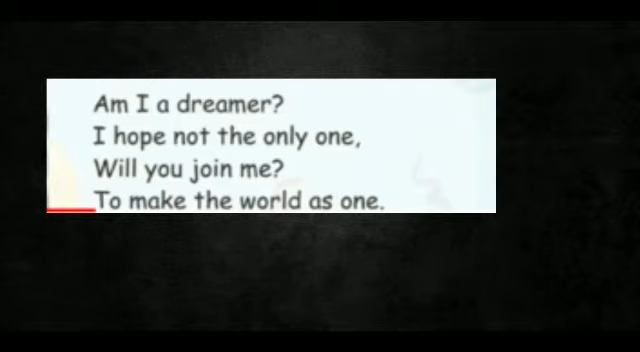 Am I a dreamer?
I hope not the only one,
Will you join me?
To make the world as one.